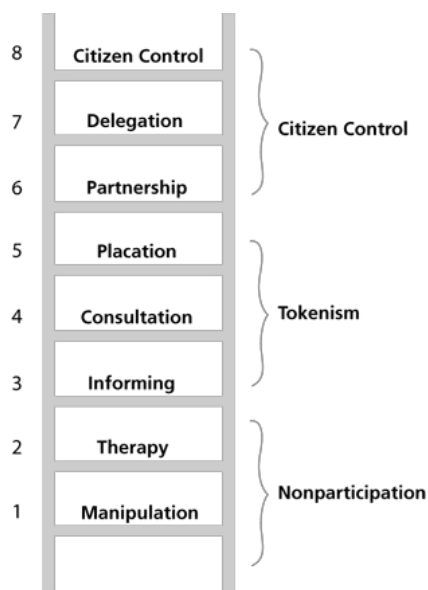 8 Citizen Control
7 Delegation
Citizen Control
6 Partnership
5 Placation
4 Consultation
Tokenism
3 Informing
2 Therapy
Nonparticipation
1 Manipulation